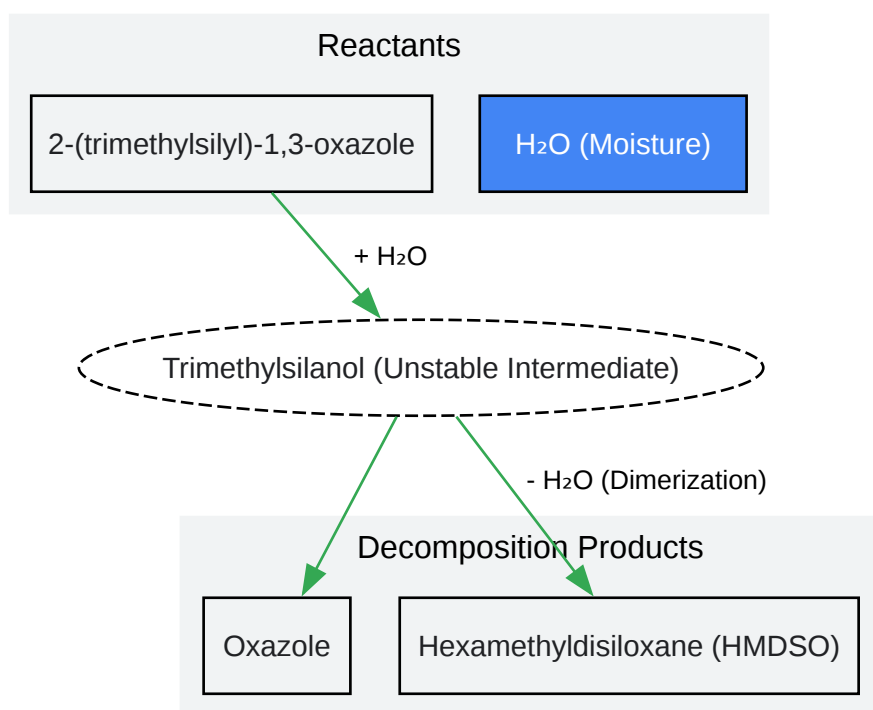 Reactants
2-(trimethylsilyl)-1,3-oxazole
H₂O (Moisture)
+ H₂O
Trimethylsilanol (Unstable Intermediate)
- H₂O (Dimerization)
Decomposition Products
Oxazole
Hexamethyldisiloxane (HMDSO)